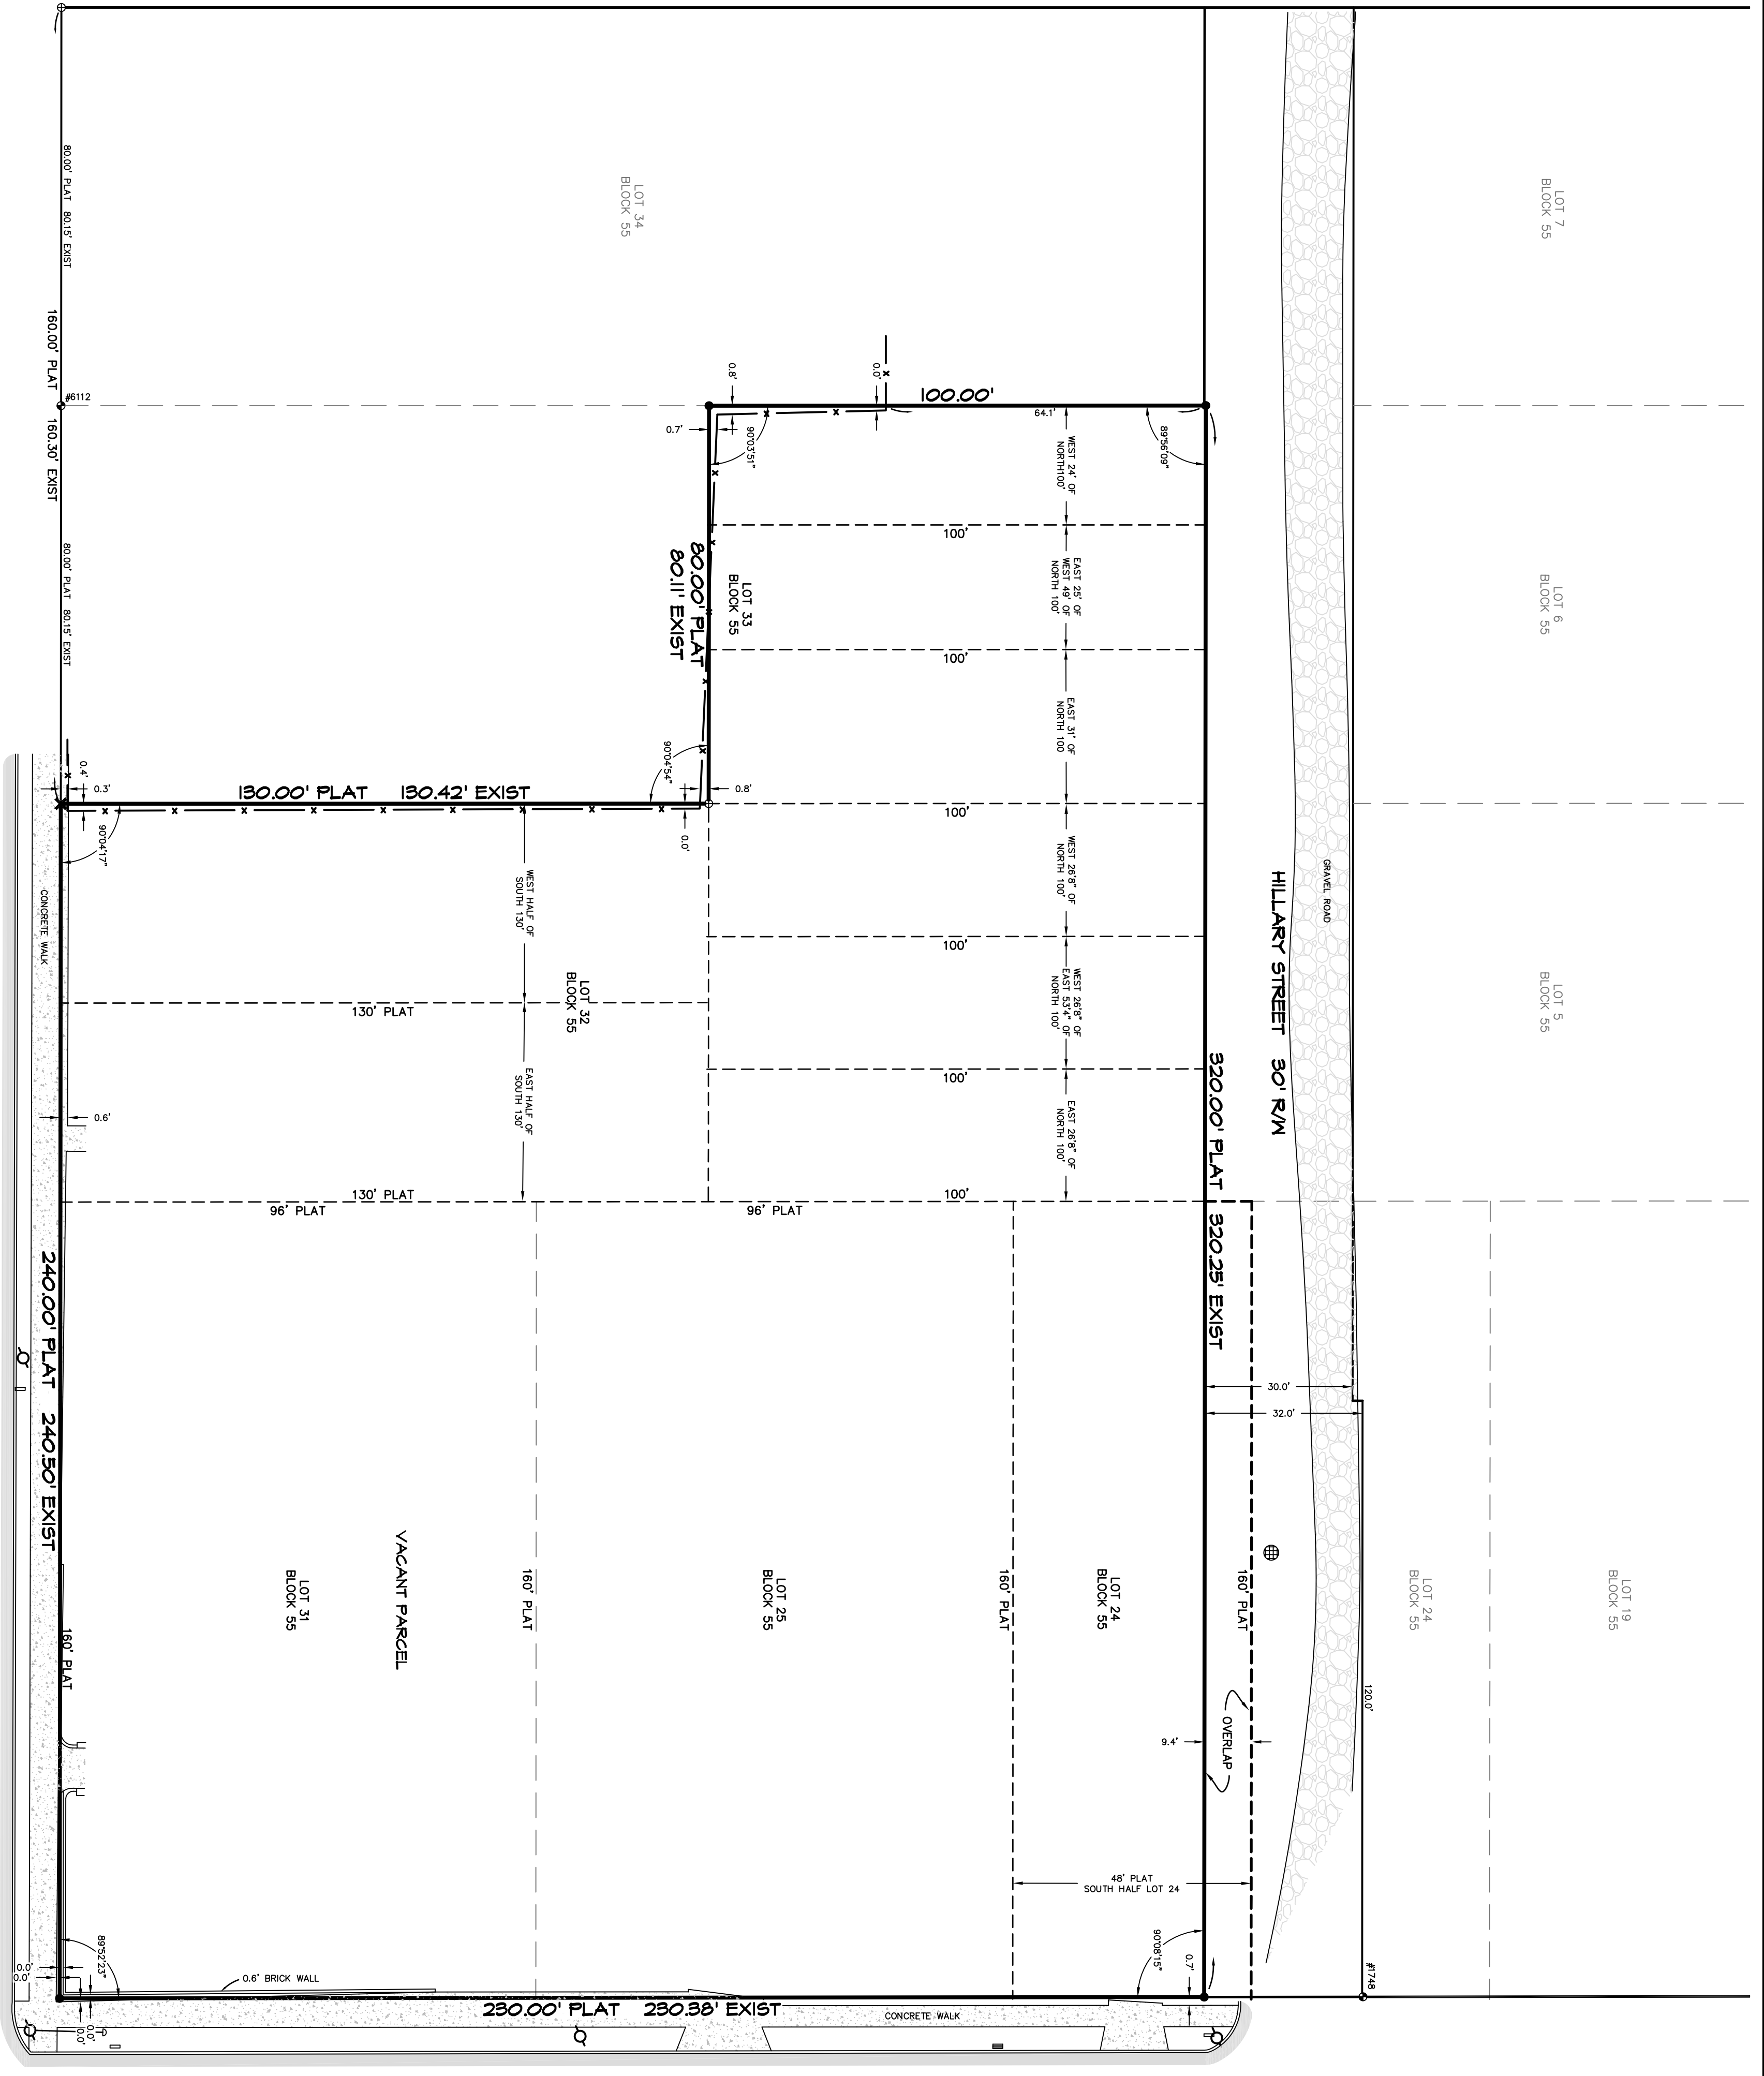 LOT 7
BLOCK 55
LOT 6
BLOCK 55
LOT 5
BLOCK 55
LOT 19
BLOCK 55
LOT 24
BLOCK 55
120.0'
#1748
GRAVEL ROAD
HILLARY STREET 30' R/W
30.0'
32.0'
160' PLAT
OVERLAP
9.4'
320.00' PLAT 320.25' EXIST
LOT 34
BLOCK 55
100.00'
64.1'
0.0'
0.8'
0.7'
89°56'09"
90°03'51"
WEST 24' OF
NORTH100'
EAST 25' OF
WEST 49' OF
NORTH 100'
EAST 31' OF
NORTH 100
WEST 26'8" OF
NORTH 100'
WEST 26'8" OF
EAST 53'4" OF
NORTH 100'
EAST 26'8" OF
NORTH 100'
100'
100'
100'
100'
100'
100'
LOT 33
BLOCK 55
80.00' PLAT
80.11' EXIST
90°04'54"
0.8'
0.0'
130.00' PLAT 130.42' EXIST
0.4'
0.3'
90°04'17"
80.00' PLAT 80.15' EXIST
160.00' PLAT
#6112
160.30' EXIST
80.00' PLAT 80.15' EXIST
CONCRETE WALK
WEST HALF OF
SOUTH 130'
EAST HALF OF
SOUTH 130'
LOT 32
BLOCK 55
130' PLAT
130' PLAT
0.6'
96' PLAT
96' PLAT
LOT 24
BLOCK 55
160' PLAT
LOT 25
BLOCK 55
160' PLAT
VACANT PARCEL
LOT 31
BLOCK 55
160' PLAT
240.00' PLAT 240.50' EXIST
48' PLAT
SOUTH HALF LOT 24
90°08'15"
0.7'
89°52'23"
0.0'
0.0'
0.0'
0.0'
0.6' BRICK WALL
230.00' PLAT 230.38' EXIST
CONCRETE WALK